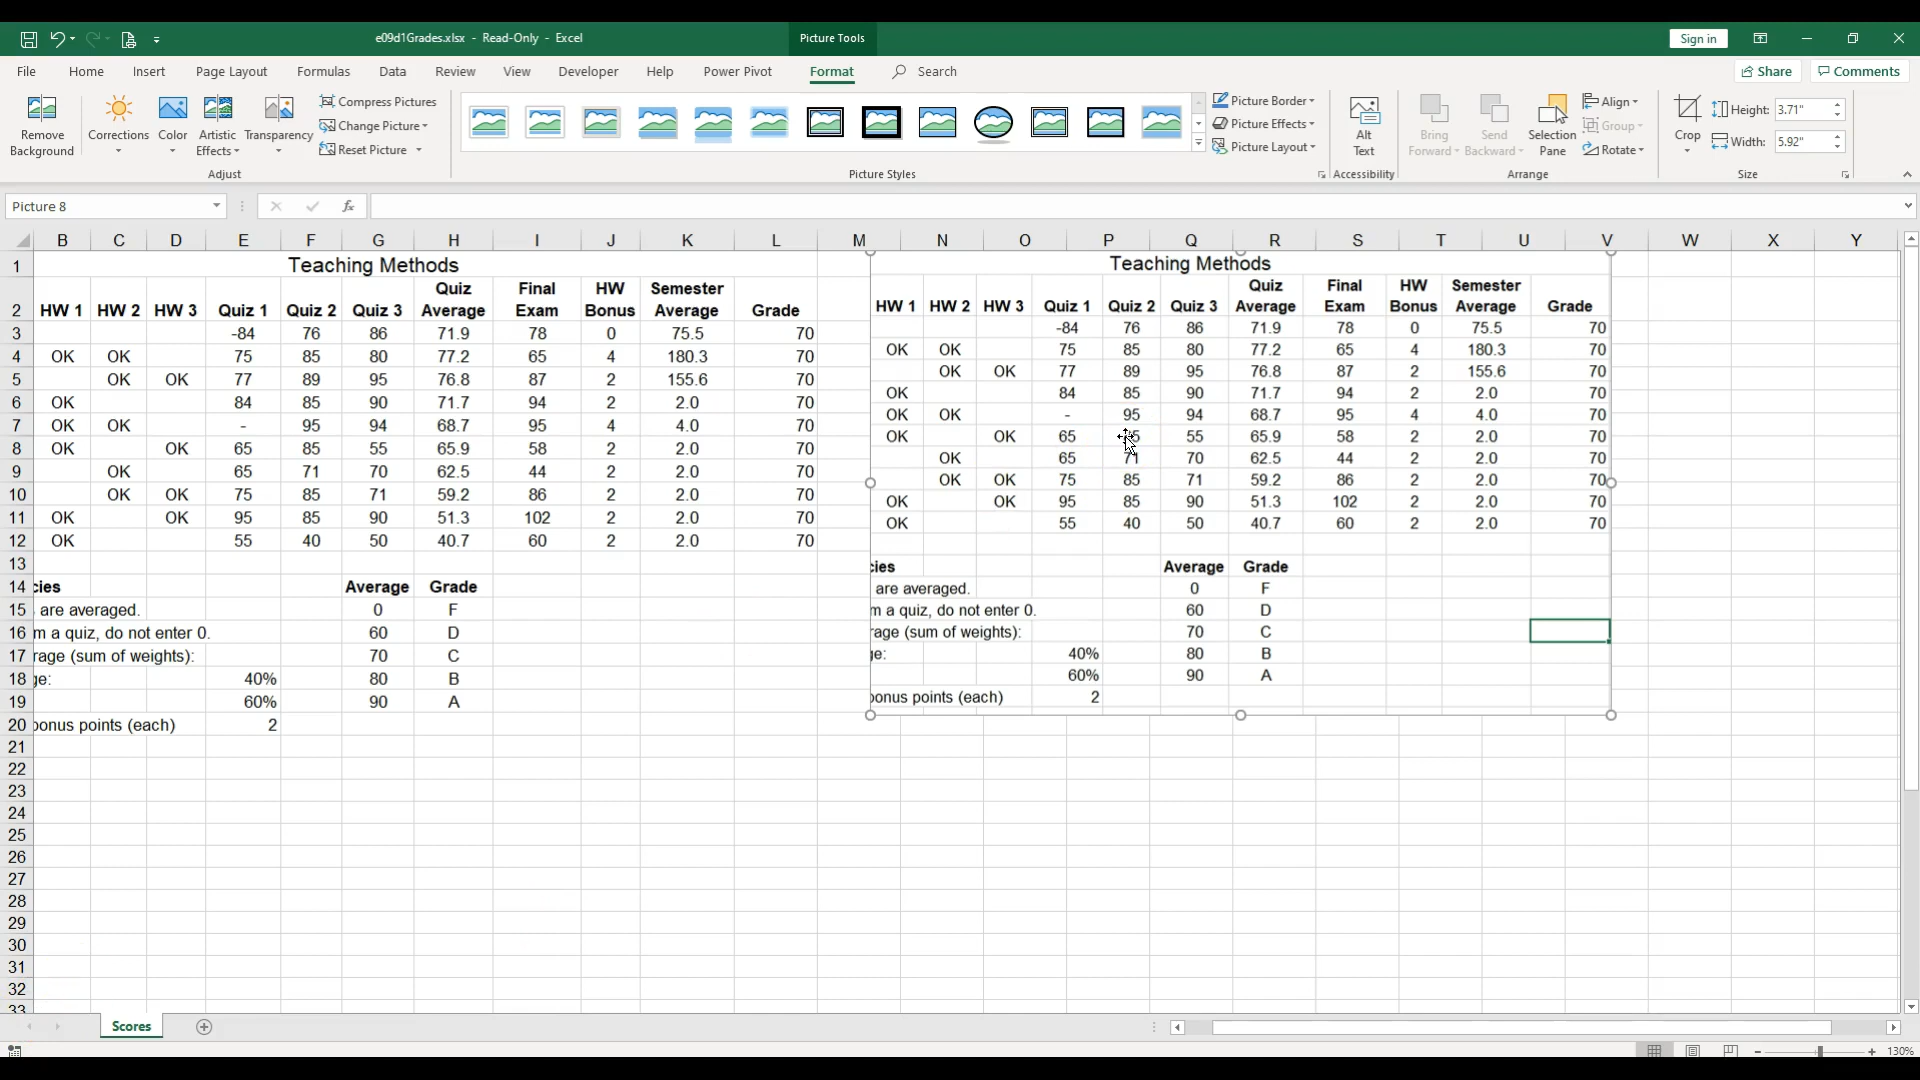 e09d1Grades.xlsx - Read-Only - Excel
Picture Tools
Sign in
File Home Insert Page Layout Formulas Data Review View Developer Help Power Pivot Format Search
Share Comments
Remove Background
Corrections
Color
Artistic Effects
Transparency
Compress Pictures
Change Picture
Reset Picture
Adjust
Picture Styles
Picture Border
Picture Effects
Picture Layout
Alt Text
Accessibility
Bring Forward
Send Backward
Selection Pane
Align
Group
Rotate
Arrange
Crop
Height: 3.71"
Width: 5.92"
Size
Picture 8
fx
B C D E F G H I J K L M N O P Q R S T U V W X Y
1 Teaching Methods
2 HW 1 HW 2 HW 3 Quiz 1 Quiz 2 Quiz 3 Quiz Average Final Exam HW Bonus Semester Average Grade
3 -84 76 86 71.9 78 0 75.5 70
4 OK OK 75 85 80 77.2 65 4 180.3 70
5 OK OK 77 89 95 76.8 87 2 155.6 70
6 OK 84 85 90 71.7 94 2 2.0 70
7 OK OK - 95 94 68.7 95 4 4.0 70
8 OK OK 65 85 55 65.9 58 2 2.0 70
9 OK 65 71 70 62.5 44 2 2.0 70
10 OK OK 75 85 71 59.2 86 2 2.0 70
11 OK OK 95 85 90 51.3 102 2 2.0 70
12 OK 55 40 50 40.7 60 2 2.0 70
13
14 cies Average Grade
15 are averaged. 0 F
16 m a quiz, do not enter 0. 60 D
17 rage (sum of weights): 70 C
18 ge: 40% 80 B
19 60% 90 A
20 bonus points (each) 2
21
22
23
24
25
26
27
28
29
30
31
32
33
Teaching Methods
HW 1 HW 2 HW 3 Quiz 1 Quiz 2 Quiz 3 Quiz Average Final Exam HW Bonus Semester Average Grade
-84 76 86 71.9 78 0 75.5 70
OK OK 75 85 80 77.2 65 4 180.3 70
OK OK 77 89 95 76.8 87 2 155.6 70
OK 84 85 90 71.7 94 2 2.0 70
OK OK - 95 94 68.7 95 4 4.0 70
OK OK 65 55 65.9 58 2 2.0 70
OK 65 71 70 62.5 44 2 2.0 70
OK OK 75 85 71 59.2 86 2 2.0 70
OK OK 95 85 90 51.3 102 2 2.0 70
OK 55 40 50 40.7 60 2 2.0 70
cies Average Grade
are averaged. 0 F
m a quiz, do not enter 0. 60 D
rage (sum of weights): 70 C
ge: 40% 80 B
60% 90 A
bonus points (each) 2
Scores
130%